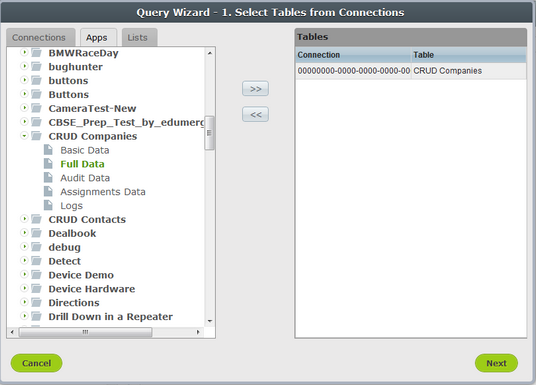 Query Wizard - 1. Select Tables from Connections
Connections Apps Lists
BMWRaceDay
bughunter
buttons
Buttons
CameraTest-New
CBSE_Prep_Test_by_edumerg
CRUD Companies
Basic Data
Full Data
Audit Data
Assignments Data
Logs
CRUD Contacts
Dealbook
debug
Detect
Device Demo
Device Hardware
Directions
Drill Down in a Repeater
>>
<<
Tables
Connection Table
00000000-0000-0000-0000-00 CRUD Companies
Cancel
Next